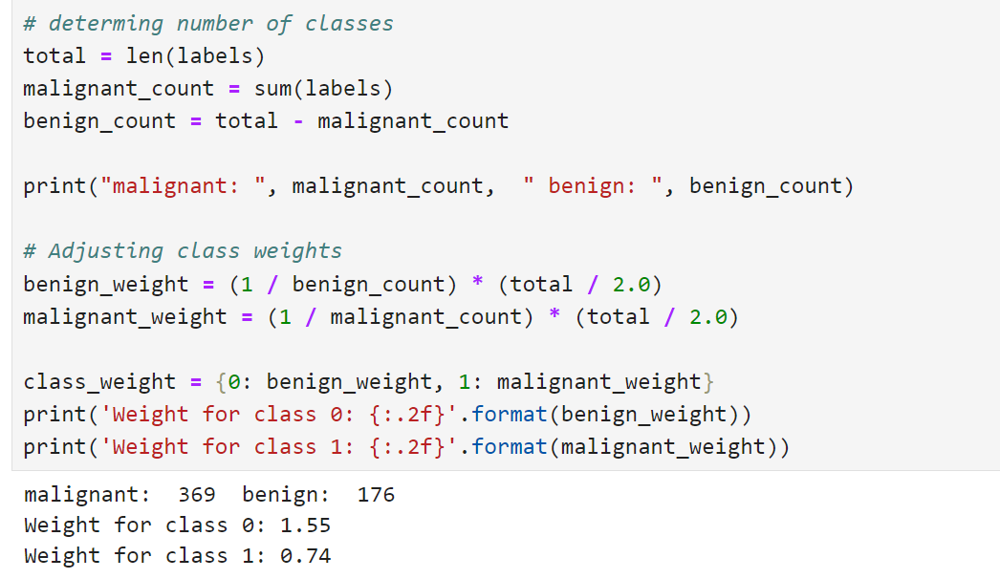 # determing number of classes
total = len(labels)
malignant_count = sum(labels)
benign_count = total - malignant_count
print("malignant: ", malignant_count,  " benign: ", benign_count)
# Adjusting class weights
benign_weight = (1 / benign_count) * (total / 2.0)
malignant_weight = (1 / malignant_count) * (total / 2.0)
class_weight = {0: benign_weight, 1: malignant_weight}
print('Weight for class 0: {:.2f}'.format(benign_weight))
print('Weight for class 1: {:.2f}'.format(malignant_weight))
malignant:  369  benign:  176
Weight for class 0: 1.55
Weight for class 1: 0.74